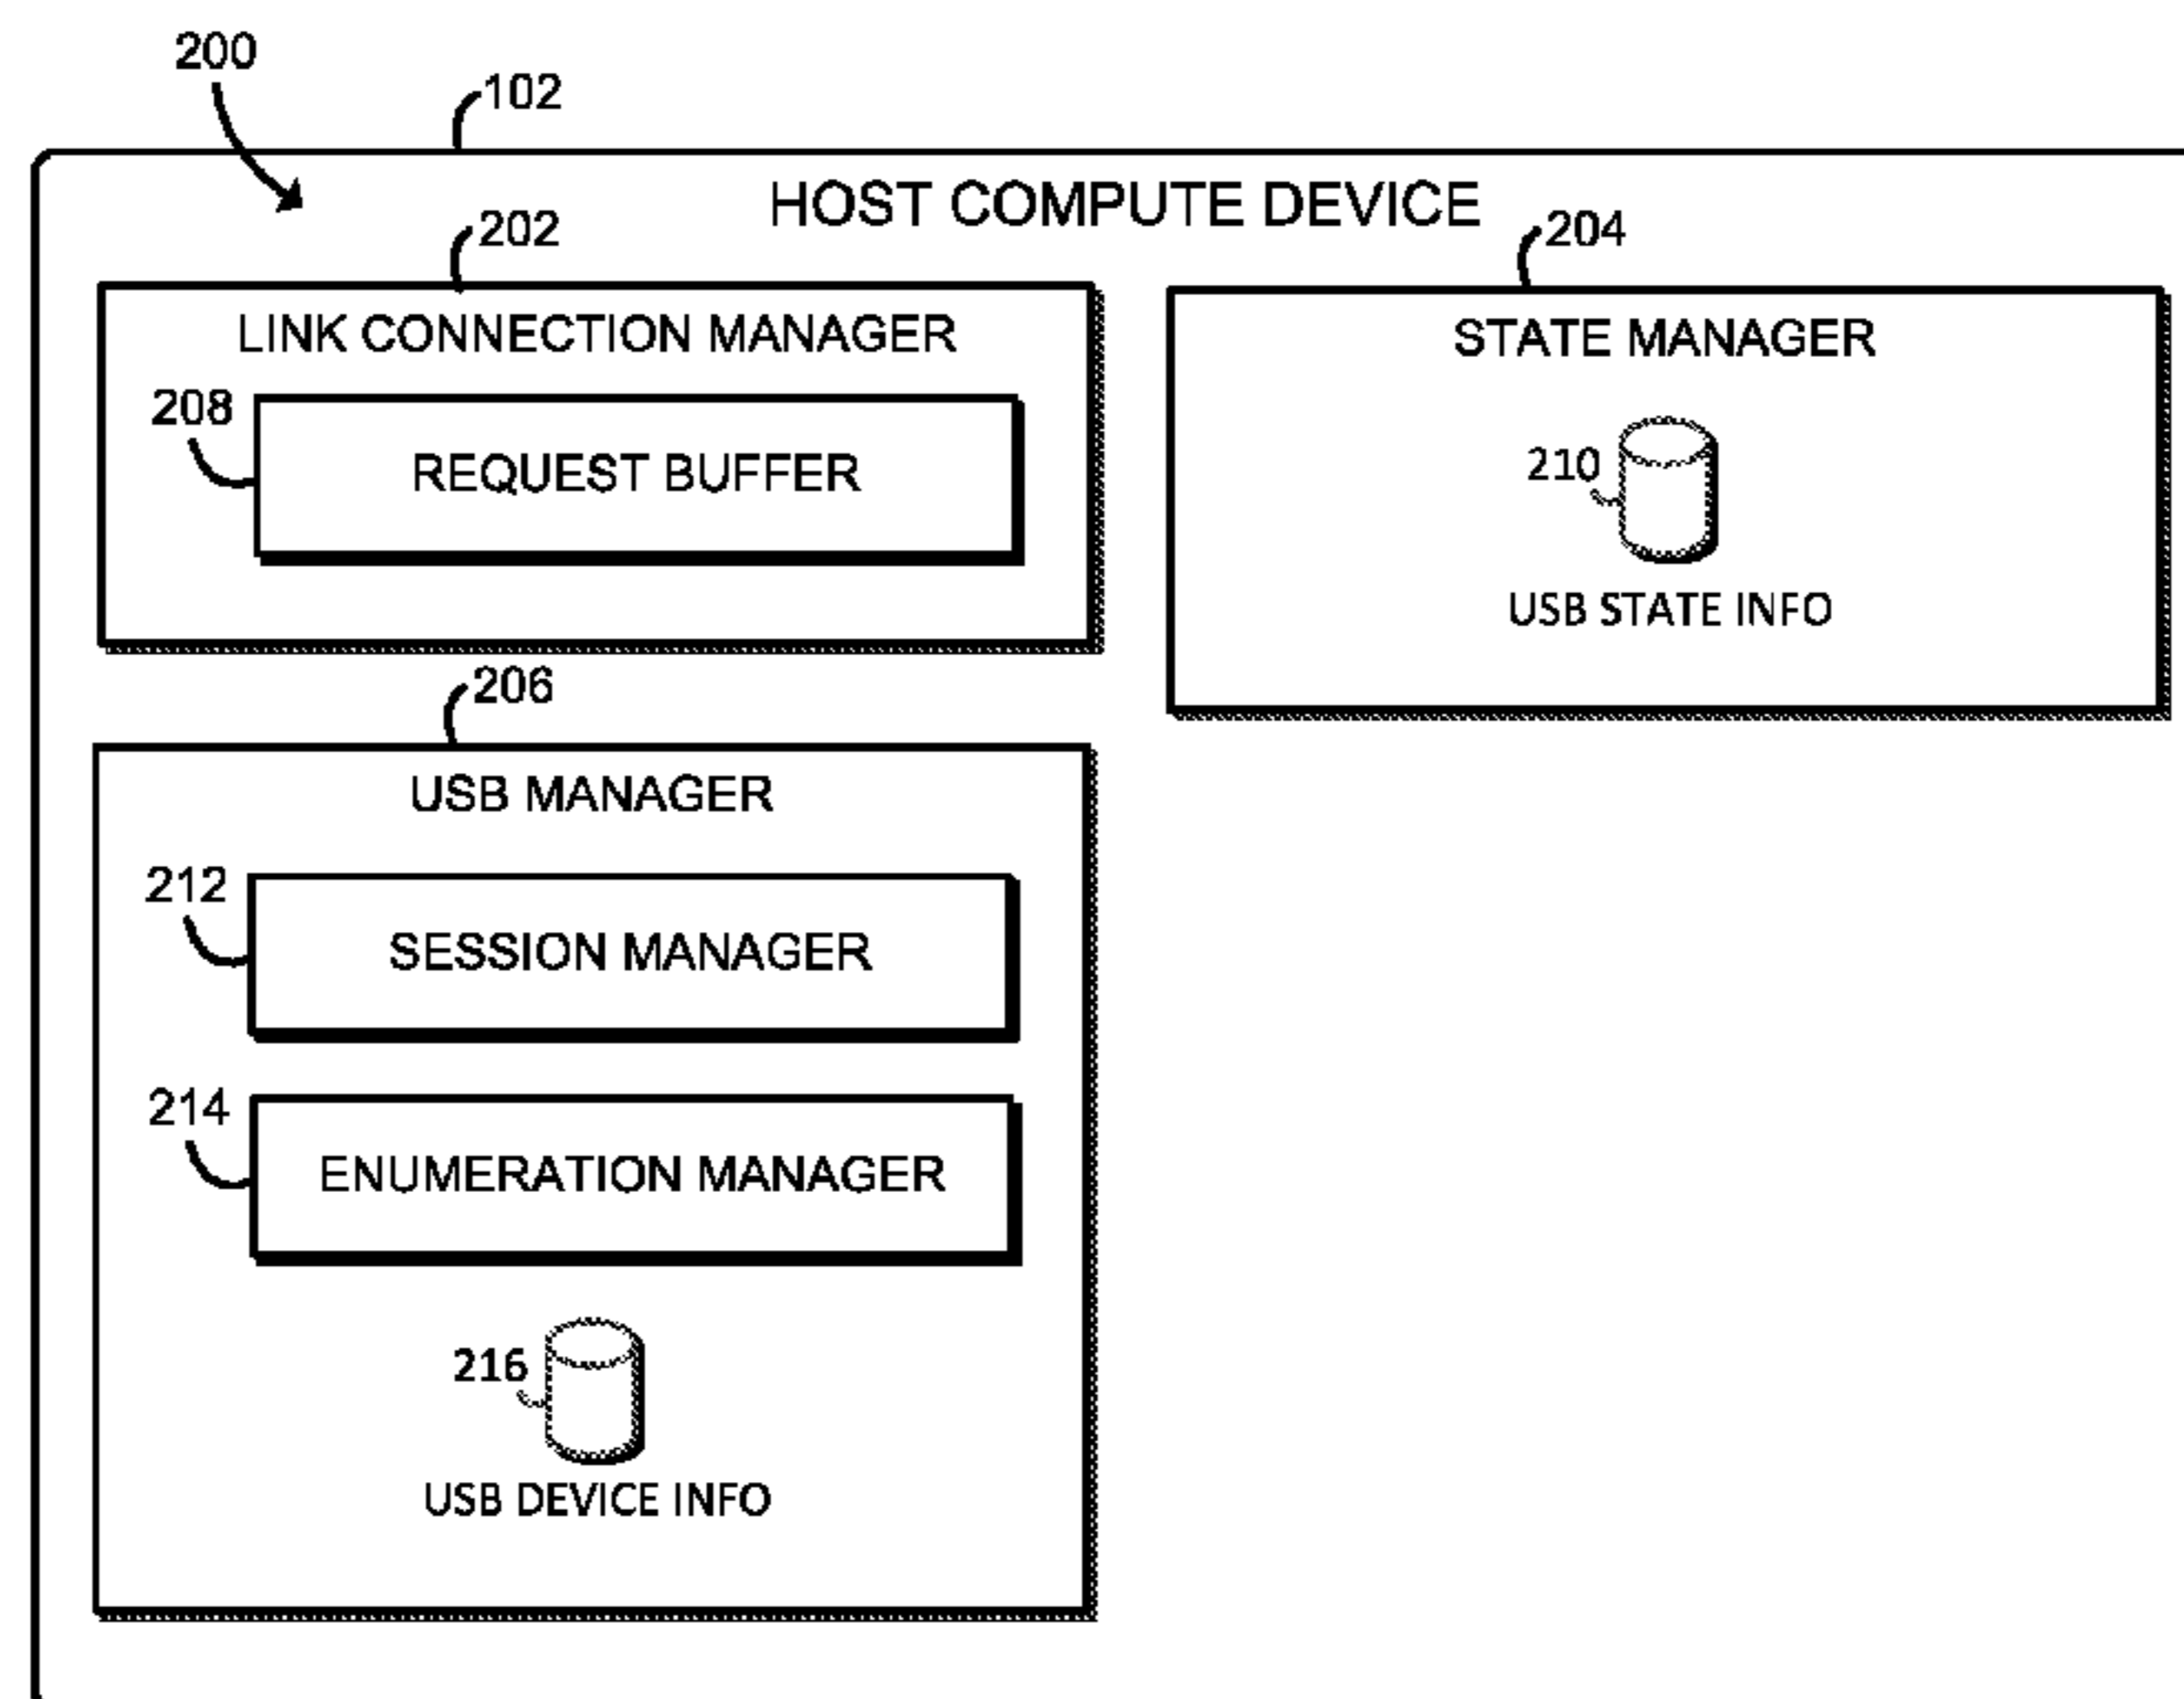 200
102
HOST COMPUTE DEVICE
202
204
LINK CONNECTION MANAGER
STATE MANAGER
208
REQUEST BUFFER
210
USB STATE INFO
206
USB MANAGER
212
SESSION MANAGER
214
ENUMERATION MANAGER
216
USB DEVICE INFO